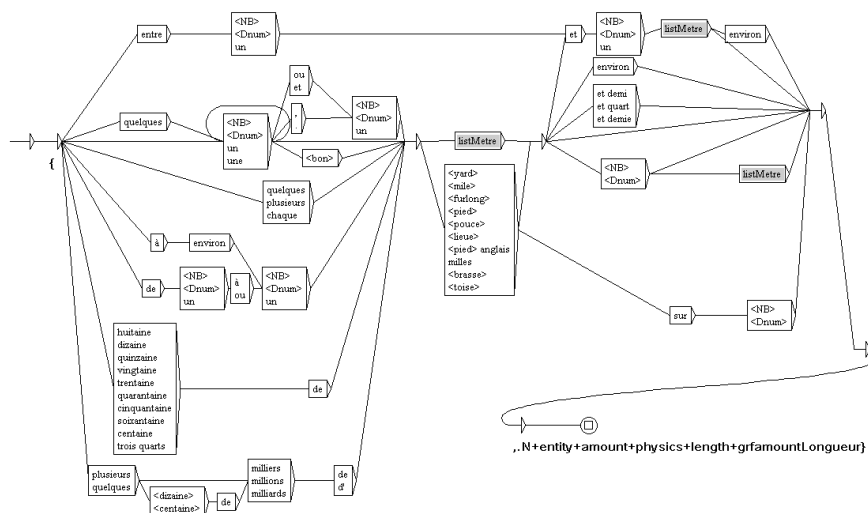 entre
<NB>
<Dnum>
un
et
<NB>
<Dnum>
un
listMetre
environ
quelques
<NB>
<Dnum>
un
une
ou
et
,
.
<NB>
<Dnum>
un
<bon>
{
quelques
plusieurs
chaque
à
environ
de
<NB>
<Dnum>
un
à
ou
<NB>
<Dnum>
un
huitaine
dizaine
quinzaine
vingtaine
trentaine
quarantaine
cinquantaine
soixantaine
centaine
trois quarts
de
plusieurs
quelques
<dizaine>
<centaine>
de
milliers
millions
milliards
de
d'
listMetre
<yard>
<mile>
<furlong>
<pied>
<pouce>
<lieue>
<pied> anglais
milles
<brasse>
<toise>
environ
et demi
et quart
et demie
<NB>
<Dnum>
listMetre
sur
<NB>
<Dnum>
,.N+entity+amount+physics+length+grfamountLongueur}